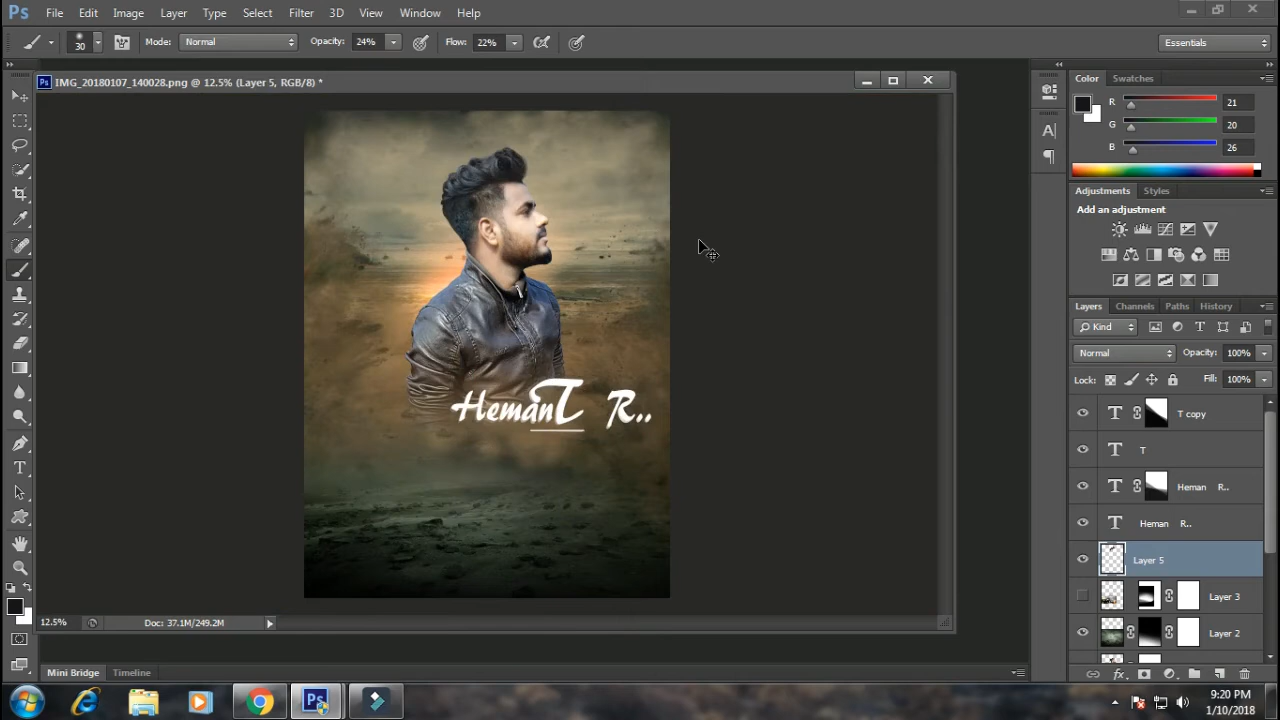 Ps File Edit Image Layer Type Select Filter 3D View Window Help
30 Mode: Normal Opacity: 24% Flow: 22% Essentials
Ps IMG_20180107_140028.png @ 12.5% (Layer 5, RGB/8) *
Color Swatches
R 21
G 20
B 26
Adjustments Styles
Add an adjustment
Layers Channels Paths History
Kind
Normal Opacity: 100%
Lock: Fill: 100%
T copy
T
Heman R..
Heman R..
Layer 5
Layer 3
Layer 2
HemanT R..
12.5% Doc: 37.1M/249.2M
Mini Bridge Timeline
Ps
9:20 PM
1/10/2018